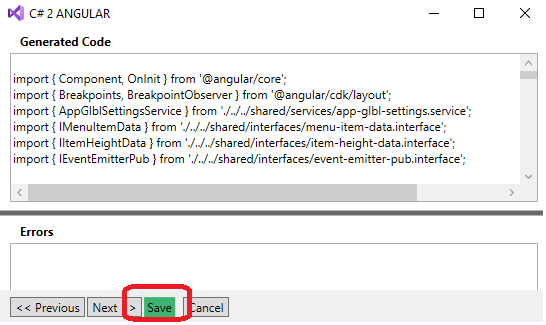 C# 2 ANGULAR
Generated Code
import { Component, OnInit } from '@angular/core';
import { Breakpoints, BreakpointObserver } from '@angular/cdk/layout';
import { AppGlblSettingsService } from './../../shared/services/app-glbl-settings.service';
import { IMenuItemData } from './../../shared/interfaces/menu-item-data.interface';
import { IItemHeightData } from './../../shared/interfaces/item-height-data.interface';
import { IEventEmitterPub } from './../../shared/interfaces/event-emitter-pub.interface';
Errors
<< Previous Next > Save Cancel